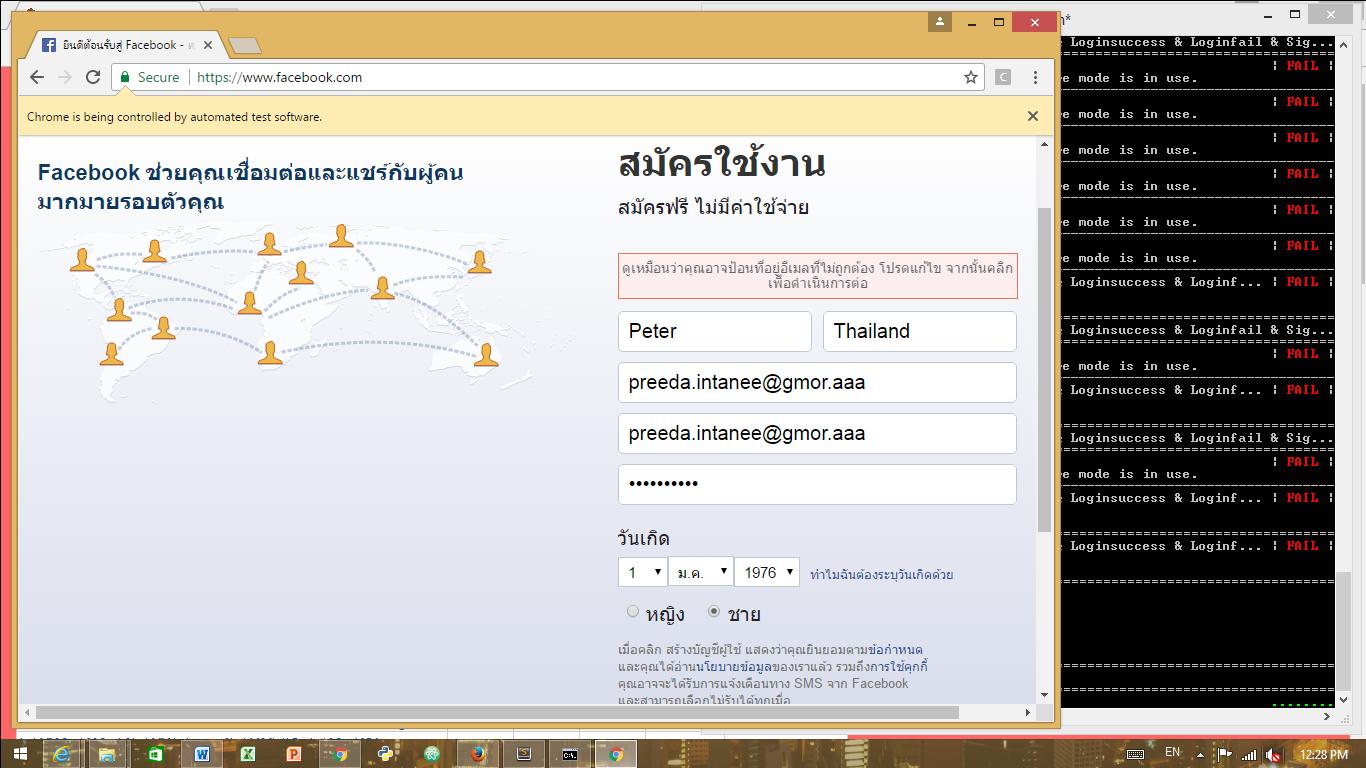 ยินดีต้อนรับสู่ Facebook -
Secure
https://www.facebook.com
C
Chrome is being controlled by automated test software.
Facebook ช่วยคุณเชื่อมต่อและแชร์กับผู้คน
มากมายรอบตัวคุณ
สมัครใช้งาน
สมัครฟรี ไม่มีค่าใช้จ่าย
ดูเหมือนว่าคุณอาจป้อนที่อยู่อีเมลที่ไม่ถูกต้อง โปรดแก้ไข จากนั้นคลิก
เพื่อดำเนินการต่อ
Peter
Thailand
preeda.intanee@gmor.aaa
preeda.intanee@gmor.aaa
••••••••••
วันเกิด
1
ม.ค.
1976
ทำไมฉันต้องระบุวันเกิดด้วย
หญิง
ชาย
เมื่อคลิก สร้างบัญชีผู้ใช้ แสดงว่าคุณยินยอมตามข้อกำหนด
และคุณได้อ่านนโยบายข้อมูลของเราแล้ว รวมถึงการใช้คุกกี้
คุณอาจจะได้รับการแจ้งเตือนทาง SMS จาก Facebook
และสามารถเลือกไม่รับได้ทุกเมื่อ
Loginsuccess & Loginfail & Sig...
| FAIL |
mode is in use.
| FAIL |
mode is in use.
| FAIL |
mode is in use.
| FAIL |
mode is in use.
| FAIL |
mode is in use.
| FAIL |
mode is in use.
Loginsuccess & Loginf... | FAIL |
Loginsuccess & Loginfail & Sig...
| FAIL |
mode is in use.
Loginsuccess & Loginf... | FAIL |
Loginsuccess & Loginfail & Sig...
| FAIL |
mode is in use.
Loginsuccess & Loginf... | FAIL |
Loginsuccess & Loginf... | FAIL |
EN
12:28 PM